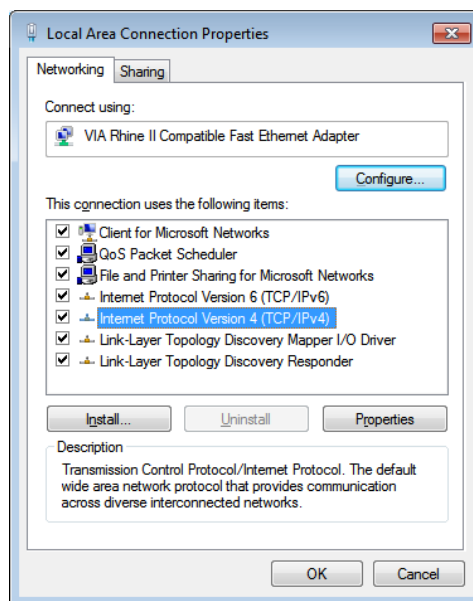 Local Area Connection Properties
Networking
Sharing
Connect using:
VIA Rhine II Compatible Fast Ethernet Adapter
Configure...
This connection uses the following items:
Client for Microsoft Networks
QoS Packet Scheduler
File and Printer Sharing for Microsoft Networks
Internet Protocol Version 6 (TCP/IPv6)
Internet Protocol Version 4 (TCP/IPv4)
Link-Layer Topology Discovery Mapper I/O Driver
Link-Layer Topology Discovery Responder
Install...
Uninstall
Properties
Description
Transmission Control Protocol/Internet Protocol. The default
wide area network protocol that provides communication
across diverse interconnected networks.
OK
Cancel